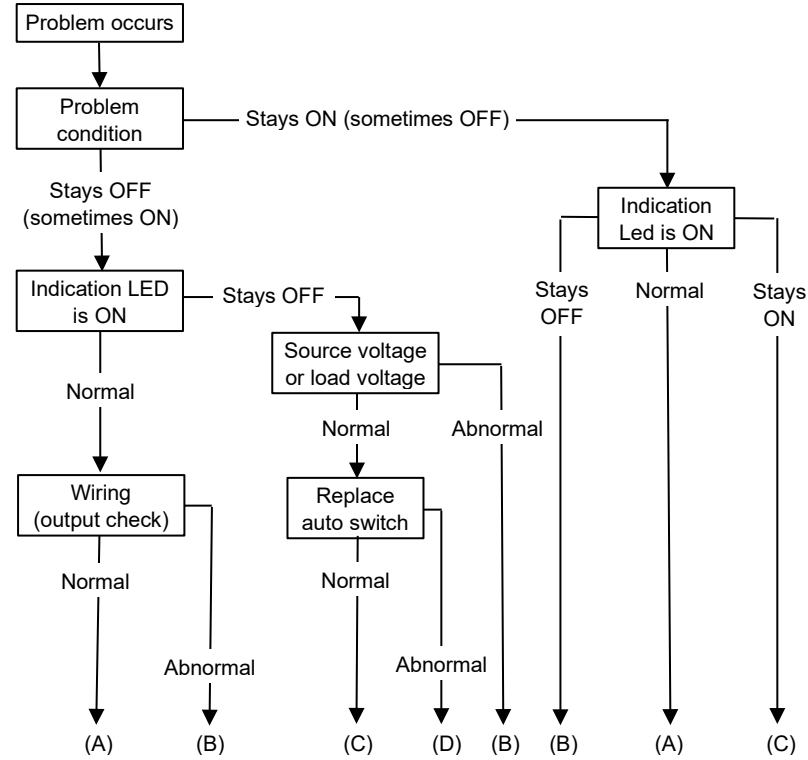 Problem occurs
Problem
condition
Stays ON (sometimes OFF)
Stays OFF
(sometimes ON)
Indication
Led is ON
Indication LED
is ON
Stays OFF
Stays
OFF
Normal
Stays
ON
Source voltage
or load voltage
Normal
Normal
Abnormal
Wiring
(output check)
Replace
auto switch
Normal
Normal
Abnormal
Abnormal
(A)
(B)
(C)
(D)
(B)
(B)
(A)
(C)